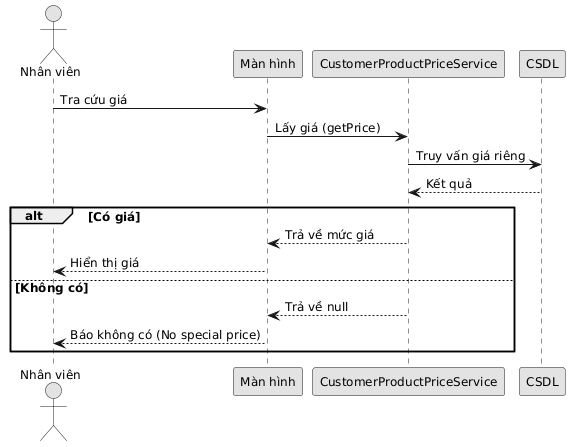 Nhân viên
Màn hình
CustomerProductPriceService
CSDL
Tra cứu giá
Lấy giá (getPrice)
Truy vấn giá riêng
Kết quả
alt
[Có giá]
Trả về mức giá
Hiển thị giá
[Không có]
Trả về null
Báo không có (No special price)
Nhân viên
Màn hình
CustomerProductPriceService
CSDL